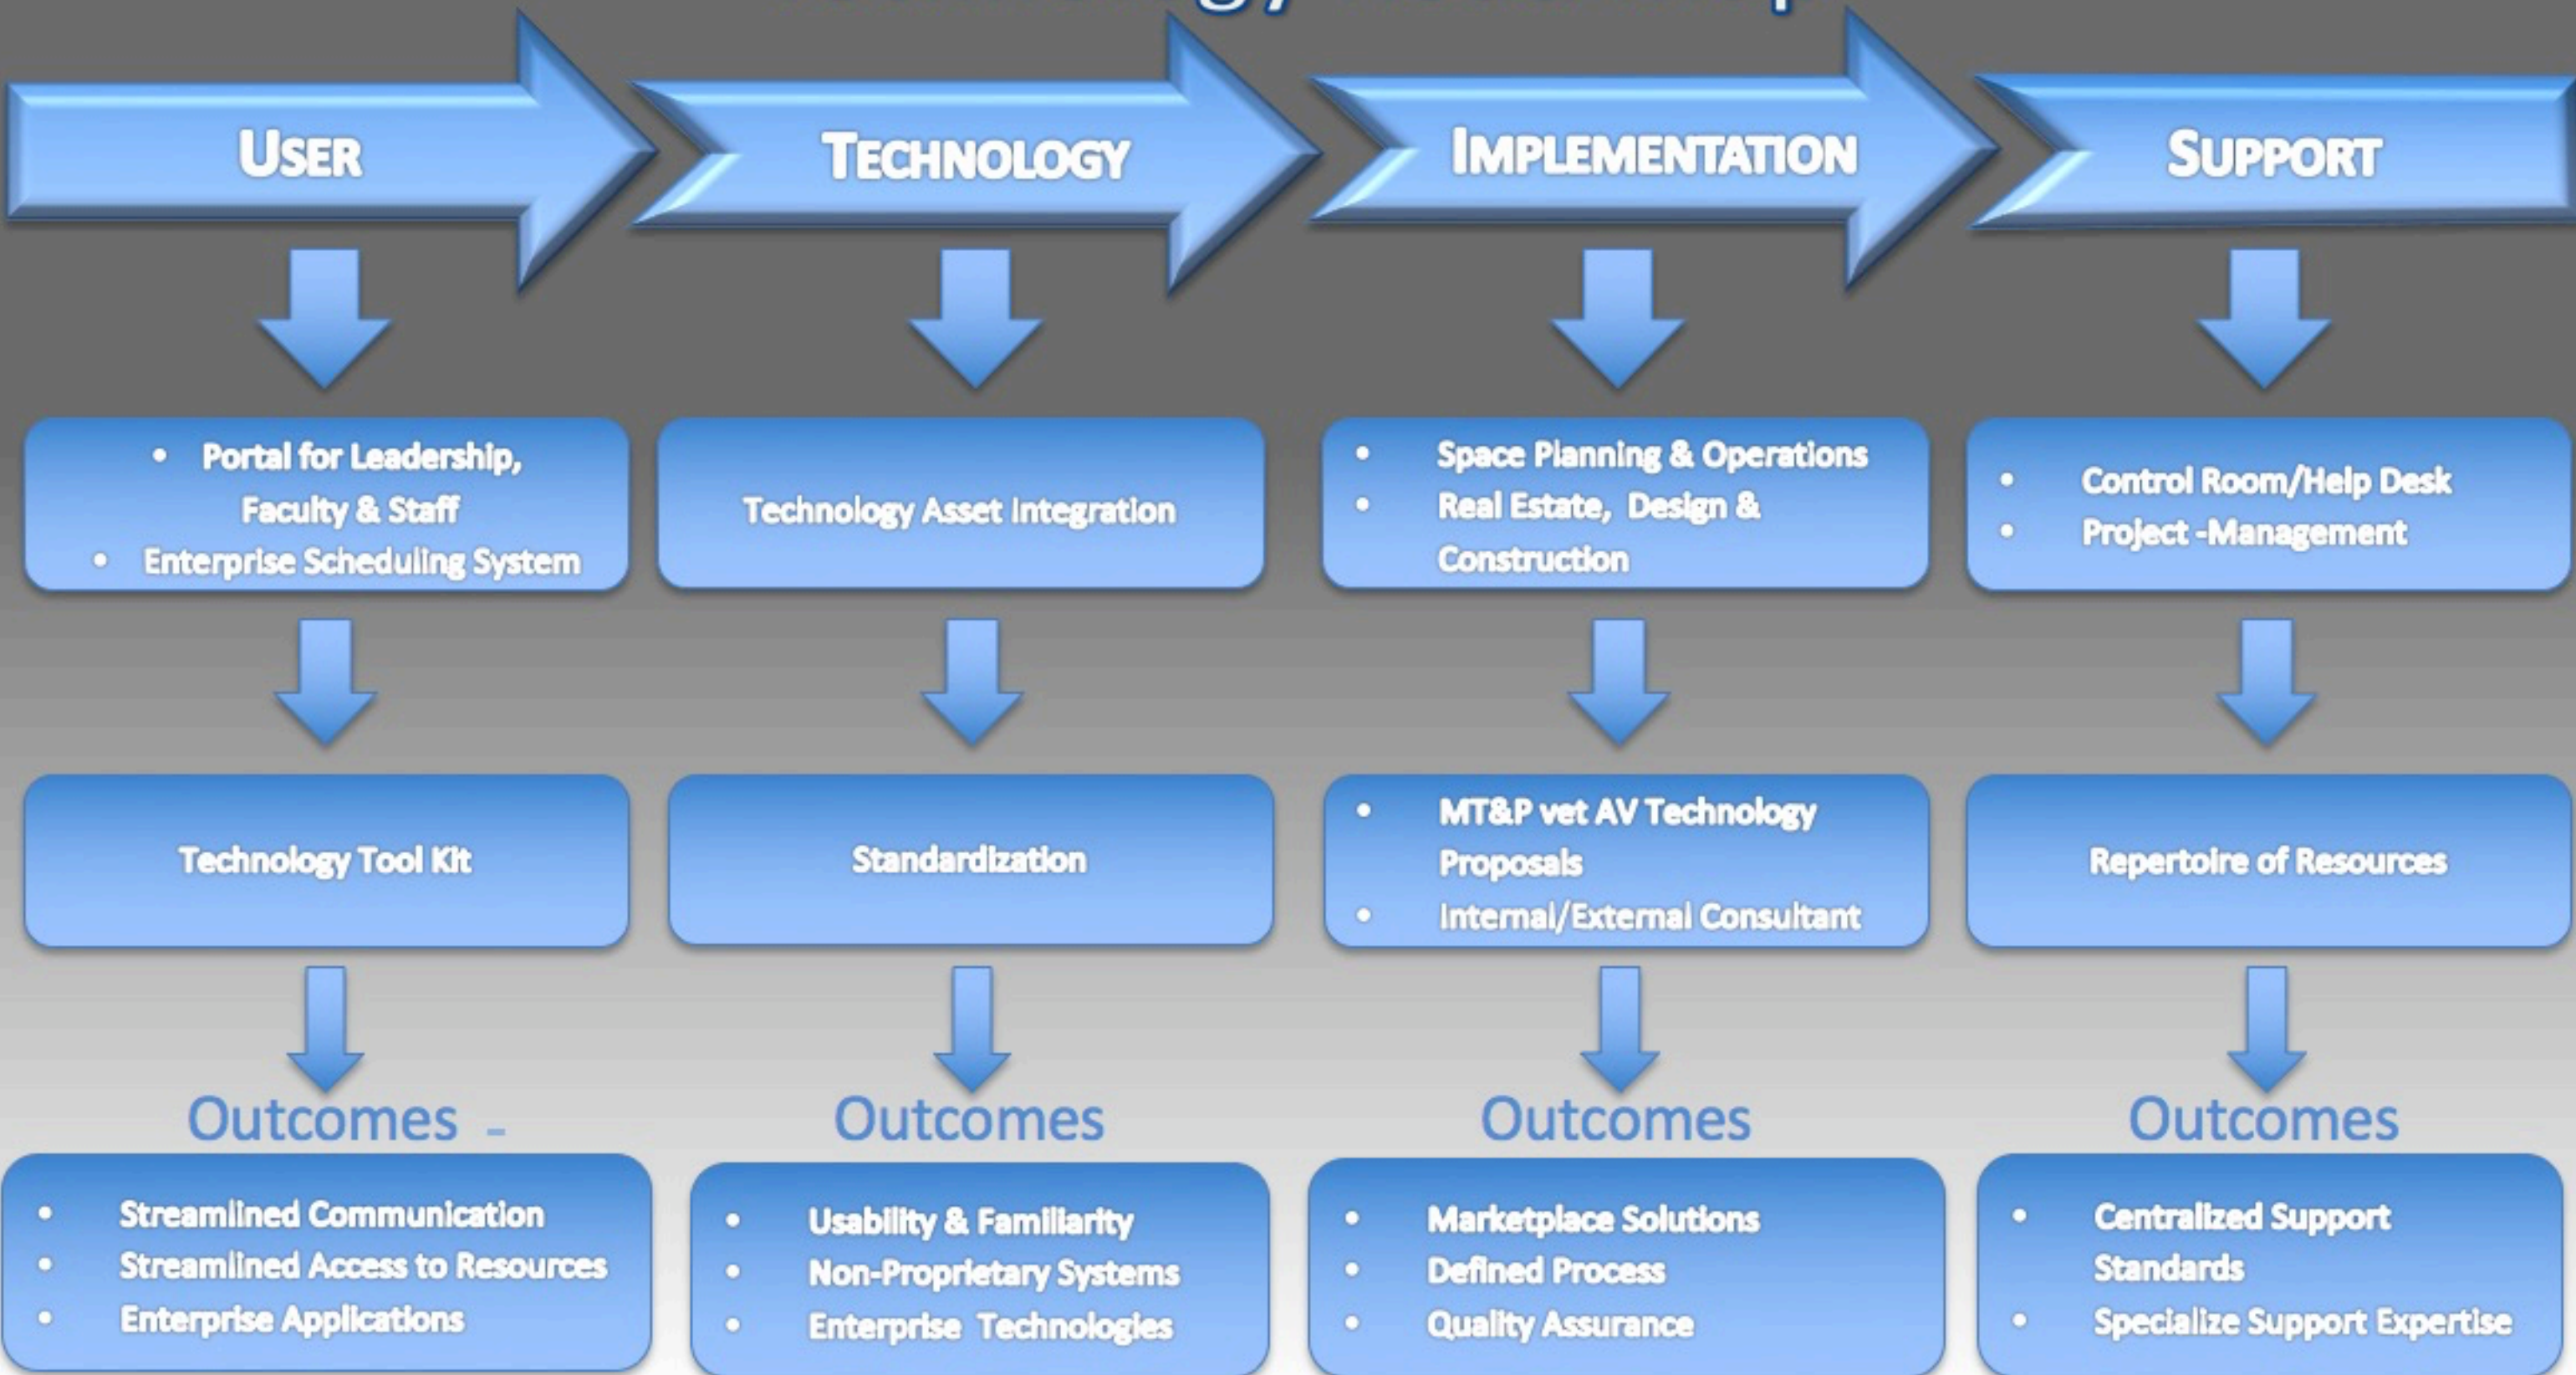 USER
TECHNOLOGY
IMPLEMENTATION
SUPPORT
• Portal for Leadership,
Faculty & Staff
• Enterprise Scheduling System
Technology Asset Integration
• Space Planning & Operations
• Real Estate, Design &
Construction
• Control Room/Help Desk
• Project -Management
Technology Tool Kit
Standardization
• MT&P vet AV Technology
Proposals
• Internal/External Consultant
Repertoire of Resources
Outcomes -
Outcomes
Outcomes
Outcomes
• Streamlined Communication
• Streamlined Access to Resources
• Enterprise Applications
• Usability & Familiarity
• Non-Proprietary Systems
• Enterprise Technologies
• Marketplace Solutions
• Defined Process
• Quality Assurance
• Centralized Support
Standards
• Specialize Support Expertise